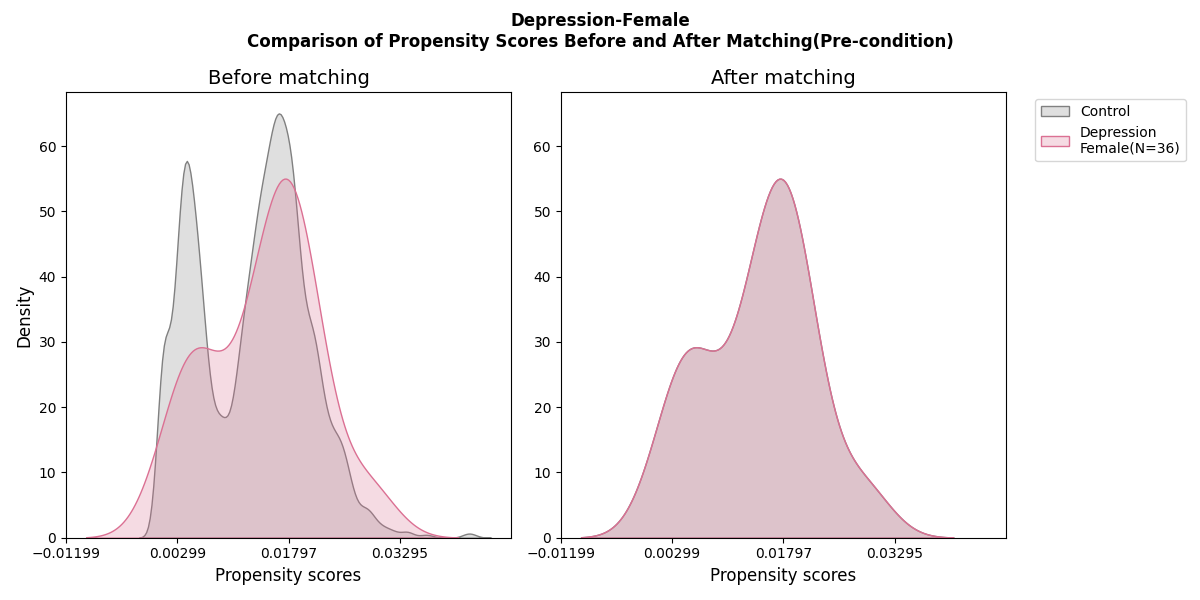 Depression-Female
Comparison of Propensity Scores Before and After Matching(Pre-condition)
Before matching
After matching
Control
Depression
Female(N=36)
Density
60
50
40
30
20
10
0
−0.01199
0.00299
0.01797
0.03295
Propensity scores
60
50
40
30
20
10
0
−0.01199
0.00299
0.01797
0.03295
Propensity scores